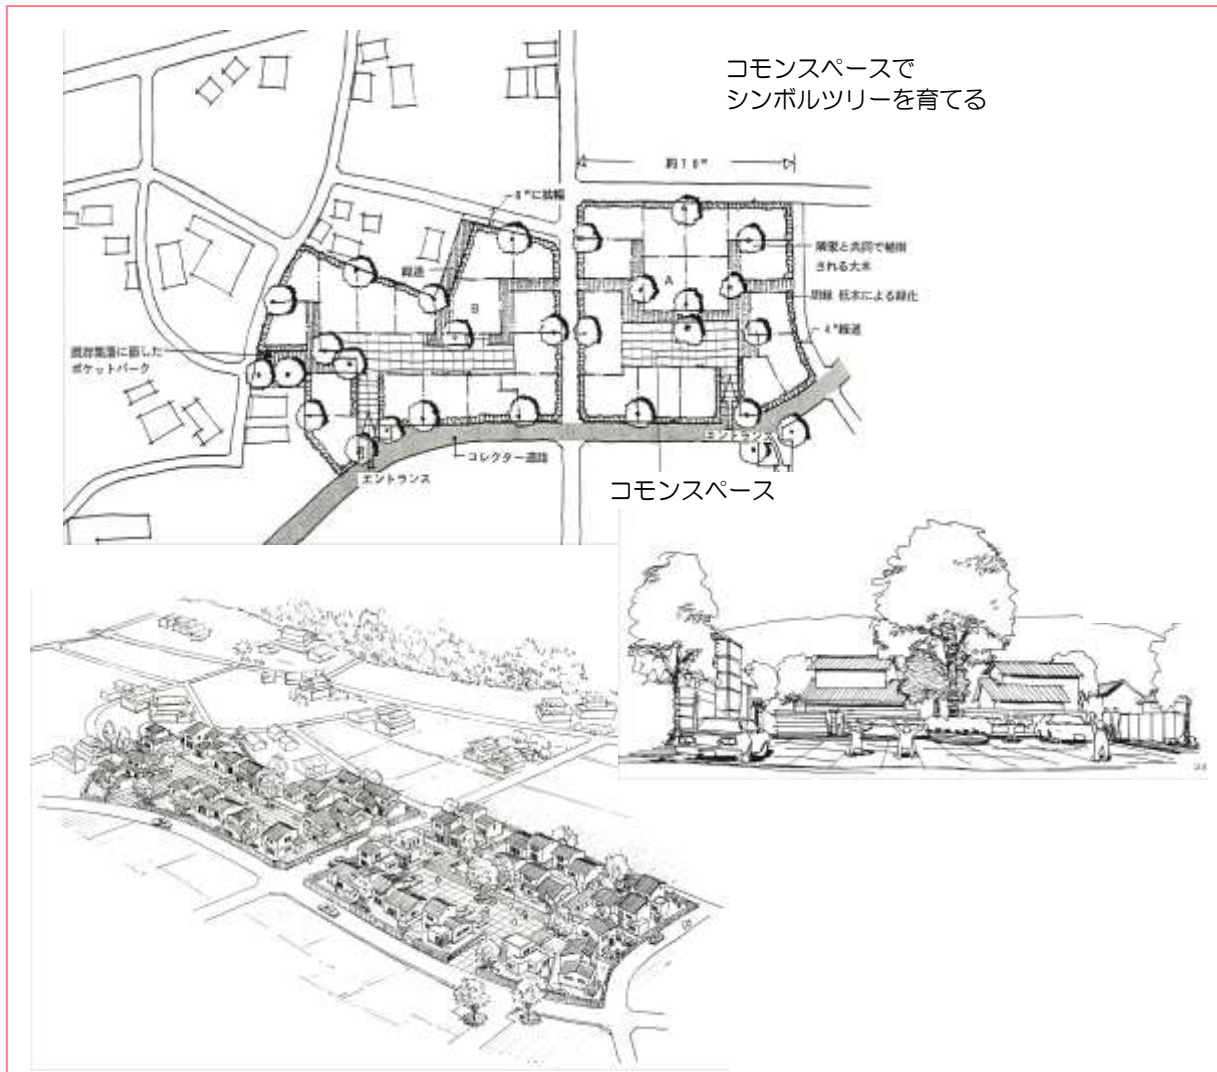 コモンスペースで
シンボルツリーを育てる
約70m
6mに拡幅
緑道
B
A
隣家と共同で植樹
される大木
周縁 低木による緑化
4m緑道
既存集落に面した
ポケットパーク
エントランス
コレクター道路
エントランス
コモンスペース